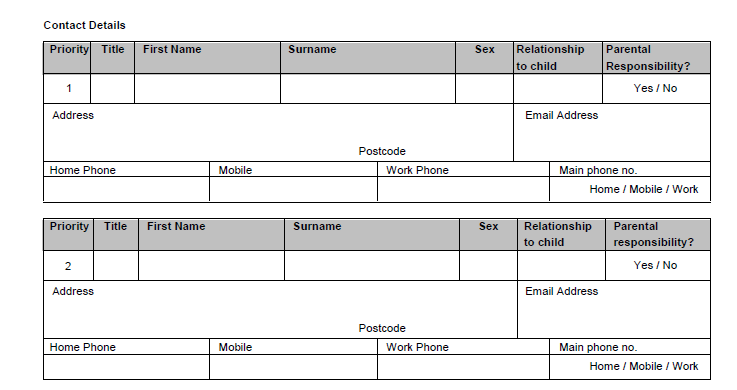 Contact Details
Priority Title First Name Surname Sex Relationship to child Parental Responsibility?
1 Yes / No
Address Email Address
Postcode
Home Phone Mobile Work Phone Main phone no.
Home / Mobile / Work
Priority Title First Name Surname Sex Relationship to child Parental responsibility?
2 Yes / No
Address Email Address
Postcode
Home Phone Mobile Work Phone Main phone no.
Home / Mobile / Work